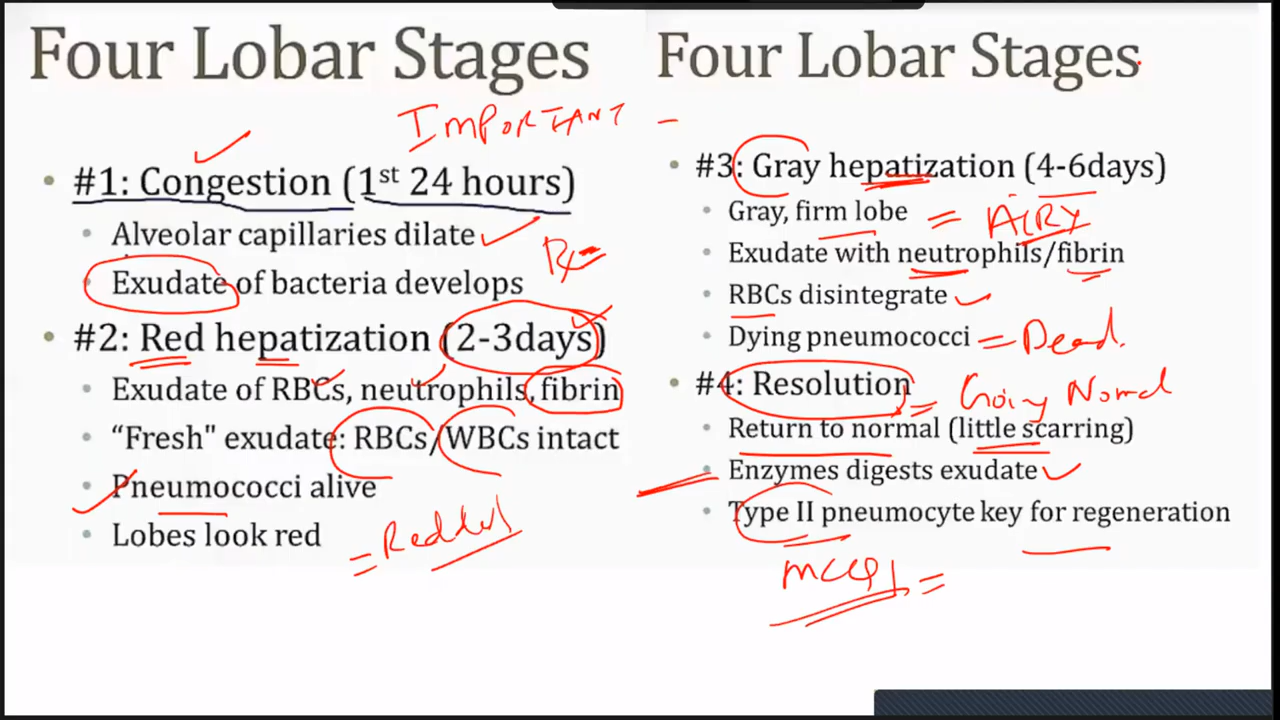 Four Lobar Stages
IMPORTANT
#1: Congestion (1st 24 hours)
Alveolar capillaries dilate
Exudate of bacteria develops
#2: Red hepatization (2-3days)
Exudate of RBCs, neutrophils, fibrin
“Fresh" exudate: RBCs/WBCs intact
Pneumococci alive
Lobes look red
Four Lobar Stages
#3: Gray hepatization (4-6days)
Gray, firm lobe
Exudate with neutrophils/fibrin
RBCs disintegrate
Dying pneumococci = Dead.
#4: Resolution = Going Normal
Return to normal (little scarring)
Enzymes digests exudate
Type II pneumocyte key for regeneration